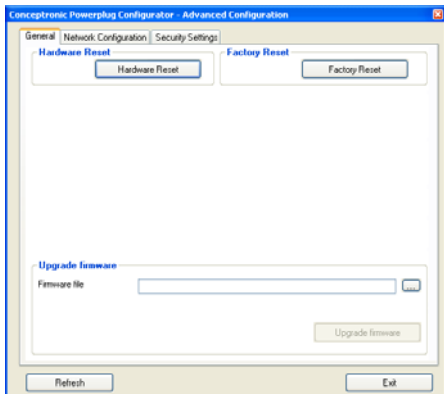 Conceptronic Powerplug Configurator - Advanced Configuration
General Network Configuration Security Settings
Hardware Reset Factory Reset
Hardware Reset Factory Reset
Upgrade firmware
Firmware file ...
Upgrade firmware
Refresh Exit